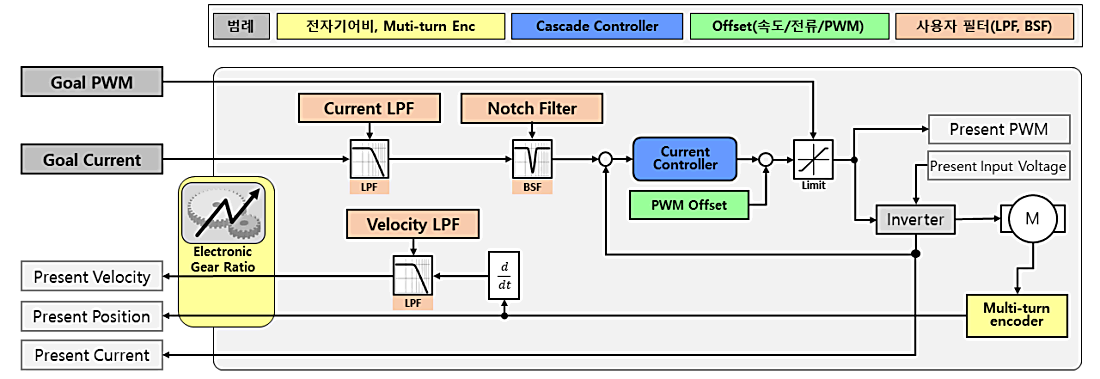 범례
전자기어비, Muti-turn Enc
Cascade Controller
Offset(속도/전류/PWM)
사용자 필터(LPF, BSF)
Goal PWM
Current LPF
Notch Filter
Present PWM
Goal Current
LPF
BSF
Current
Controller
Limit
Present Input Voltage
PWM Offset
Velocity LPF
Inverter
M
Electronic
Gear Ratio
Present Velocity
LPF
d
dt
Present Position
Multi-turn
encoder
Present Current